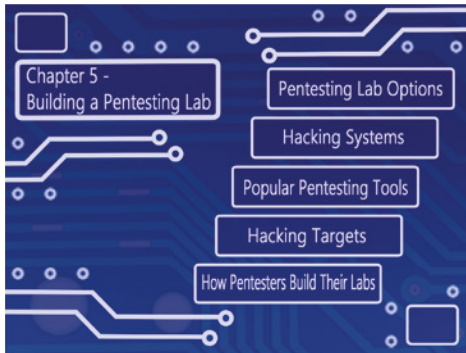 Chapter 5 -
Building a Pentesting Lab
Pentesting Lab Options
Hacking Systems
Popular Pentesting Tools
Hacking Targets
How Pentesters Build Their Labs